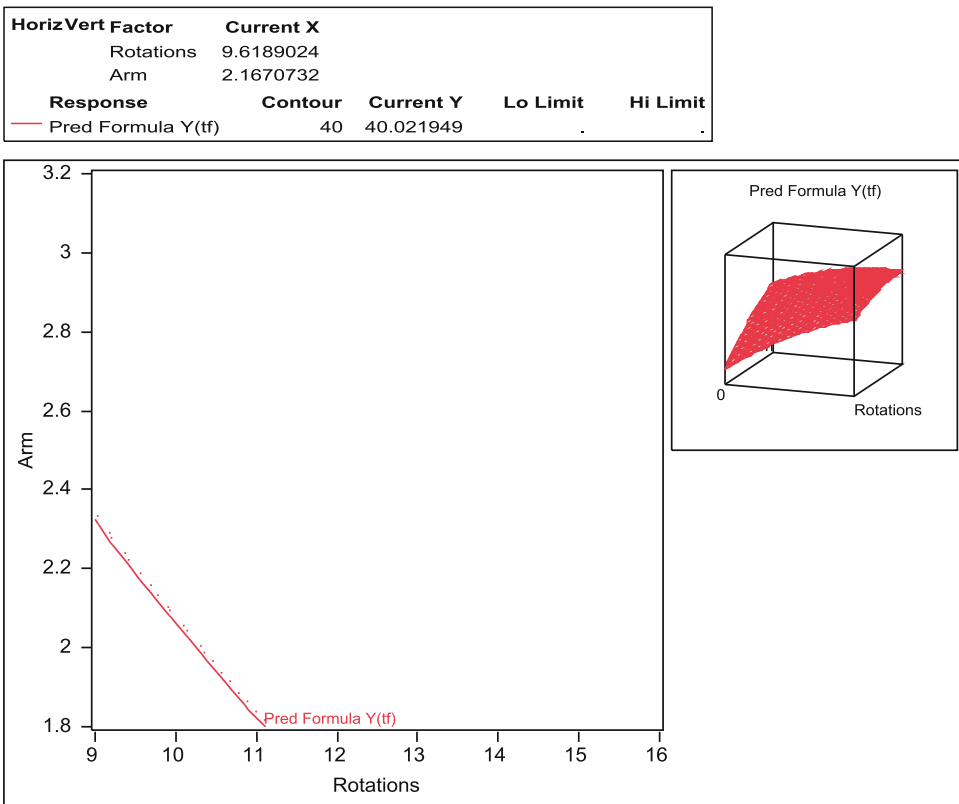 HorizVert Factor Current X
Rotations 9.6189024
Arm 2.1670732
Response Contour Current Y Lo Limit Hi Limit
Pred Formula Y(tf) 40 40.021949 . .
3.2
3
2.8
2.6
2.4
2.2
2
1.8
Arm
Pred Formula Y(tf)
9 10 11 12 13 14 15 16
Rotations
Pred Formula Y(tf)
0
Rotations